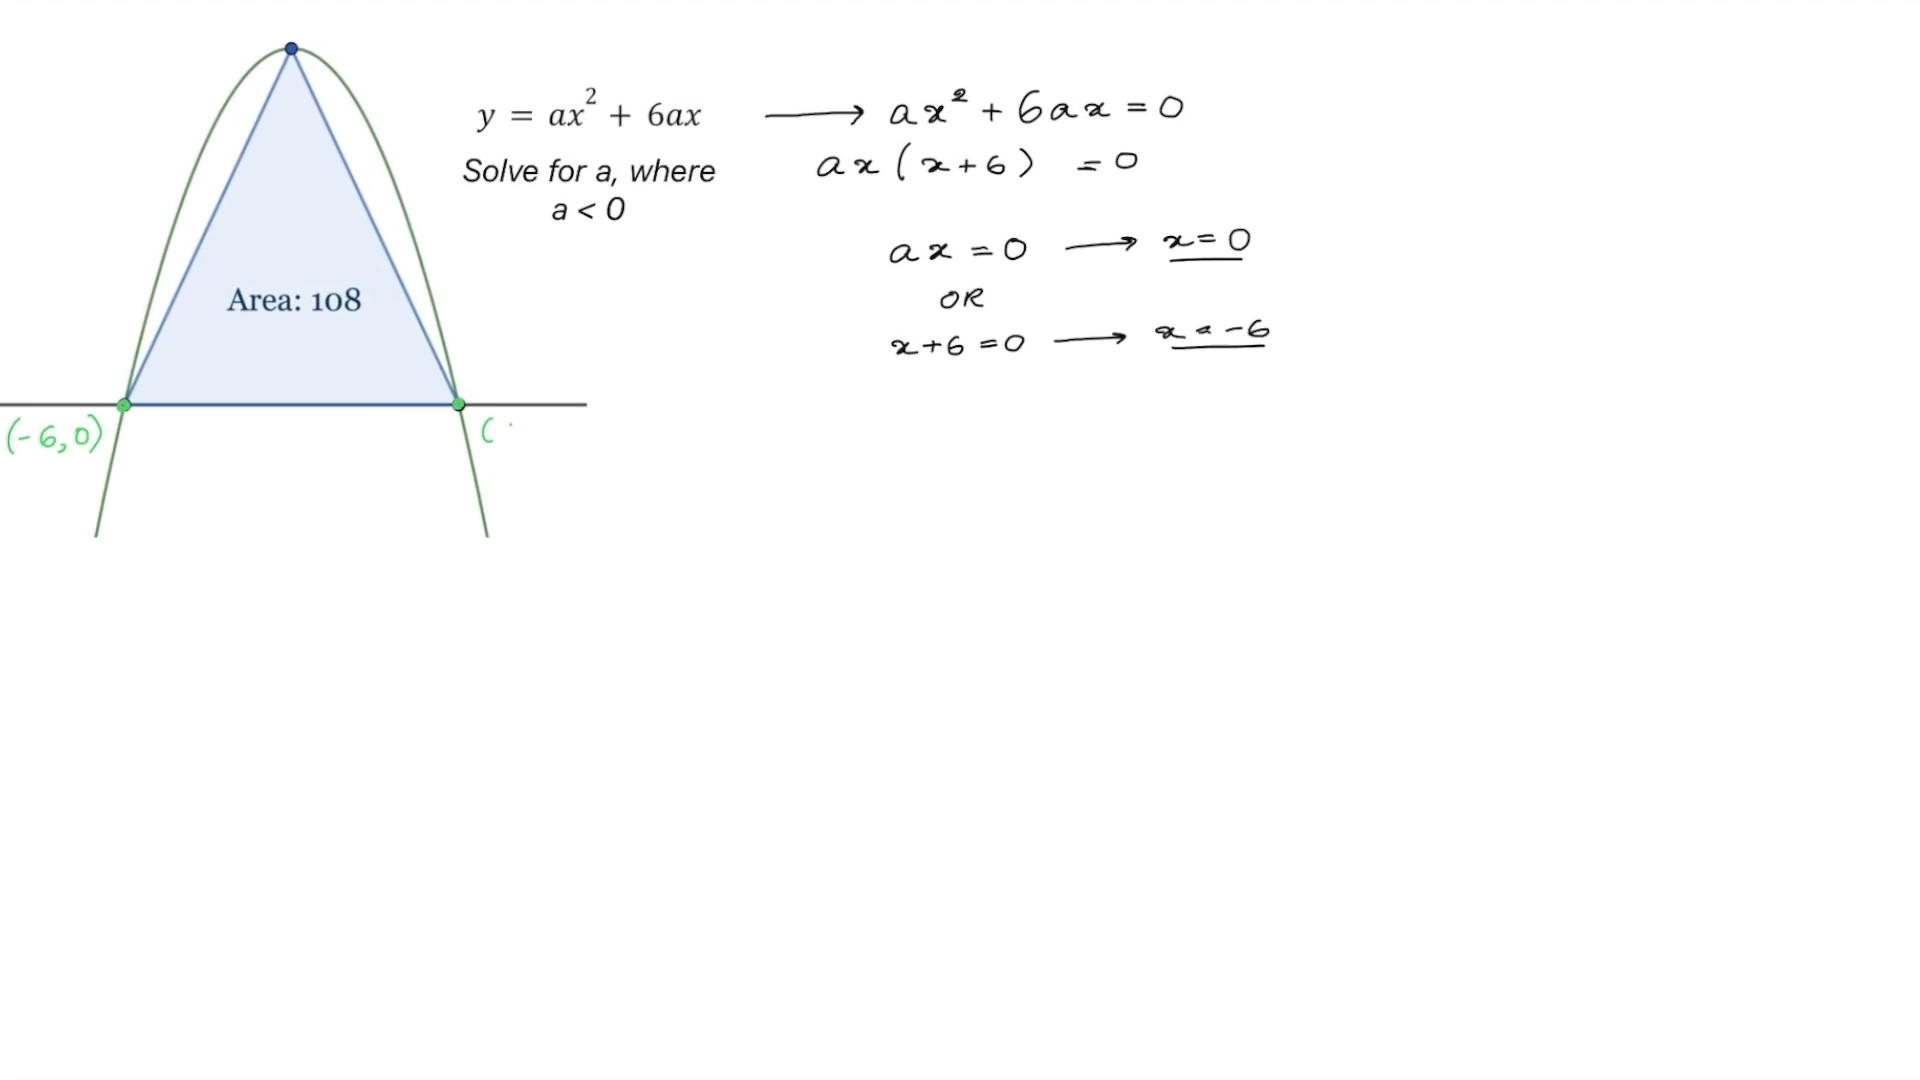 y = ax² + 6ax ⟶ ax² + 6ax = 0
Solve for a, where
a < 0
ax(x+6) = 0
ax = 0 ⟶ x = 0
OR
x+6 = 0 ⟶ x = -6
Area: 108
(-6,0)
(